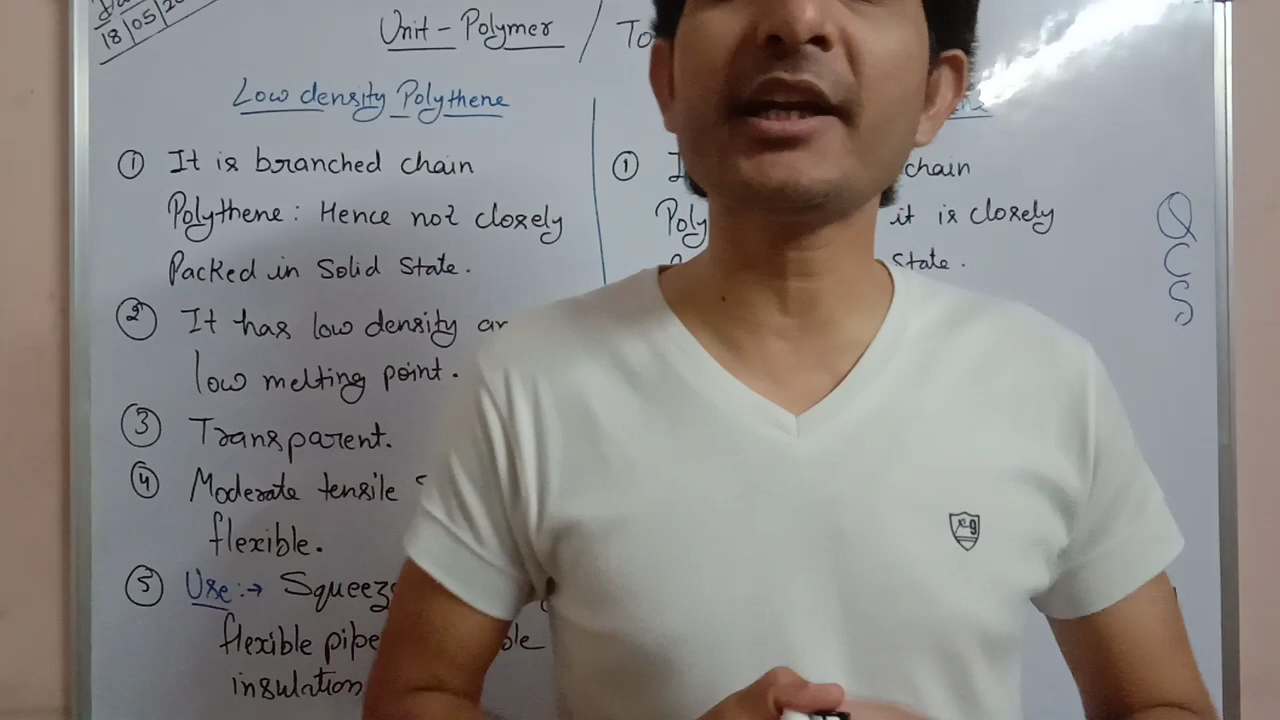 18/05/20
Unit - Polymer / To
Low density Polythene
① It is branched chain
Polythene: Hence not closely
Packed in Solid State.
② It has low density
low melting point.
③ Transparent.
④ Moderate tensile
flexible.
⑤ Use:→ Squeez
flexible pipe
insulation
① chain
Poly it is closely
State.
Q
C
S